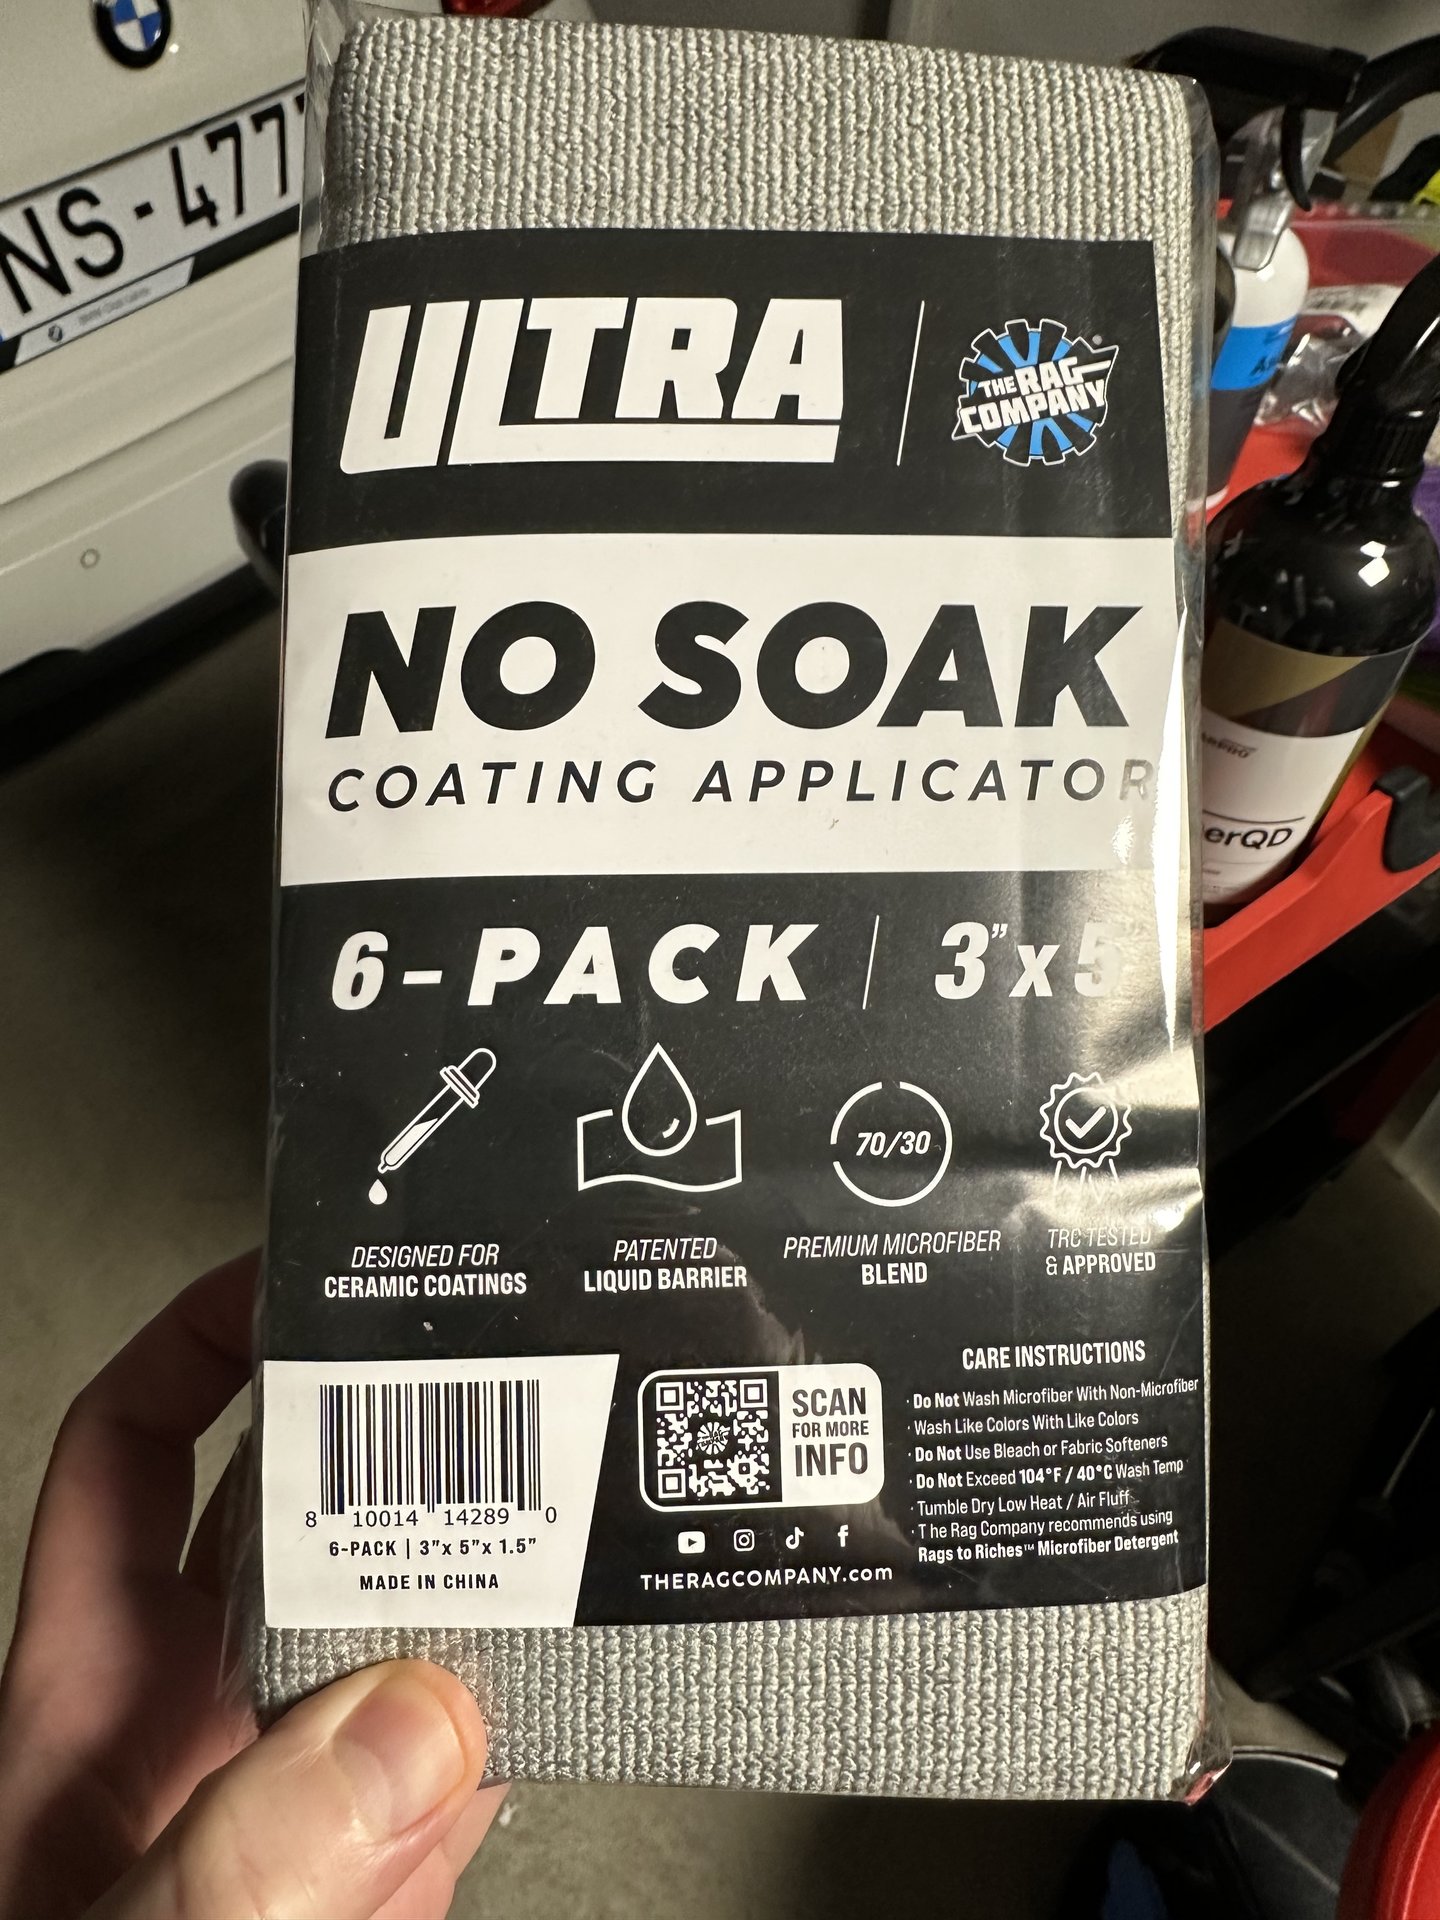 NS-477
ULTRA
THE RAG
COMPANY
®
NO SOAK
COATING APPLICATOR
6-PACK | 3"x 5"
70/30
DESIGNED FOR
CERAMIC COATINGS
PATENTED
LIQUID BARRIER
PREMIUM MICROFIBER
BLEND
TRC TESTED
& APPROVED
8 10014 14289 0
6-PACK | 3"x 5"x 1.5"
MADE IN CHINA
SCAN
FOR MORE
INFO
THERAGCOMPANY.com
CARE INSTRUCTIONS
· Do Not Wash Microfiber With Non-Microfiber
· Wash Like Colors With Like Colors
· Do Not Use Bleach or Fabric Softeners
· Do Not Exceed 104°F / 40°C Wash Temp
· Tumble Dry Low Heat / Air Fluff
· T he Rag Company recommends using
Rags to Riches™ Microfiber Detergent
erQD